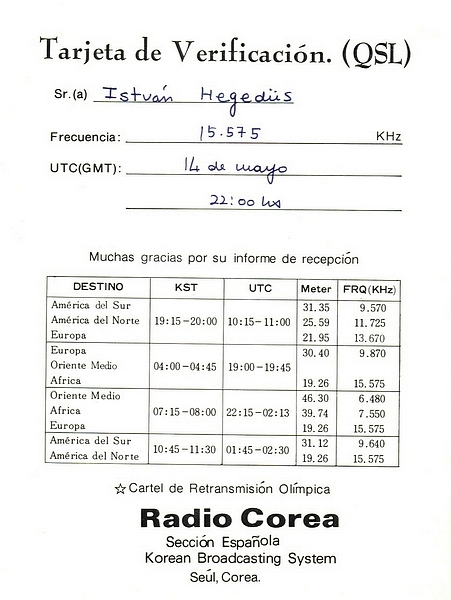 Tarjeta de Verificación. (QSL)
Sr.(a) István Hegedüs
Frecuencia: 15.575 KHz
UTC(GMT): 14 de mayo
22:00 hs
Muchas gracias por su informe de recepción
DESTINO KST UTC Meter FRQ(KHz)
América del Sur 31.35 9.570
América del Norte 19:15-20:00 10:15-11:00 25.59 11.725
Europa 21.95 13.670
Europa 30.40 9.870
Oriente Medio 04:00-04:45 19:00-19:45
Africa 19.26 15.575
Oriente Medio 46.30 6.480
Africa 07:15-08:00 22:15-02:13 39.74 7.550
Europa 19.26 15.575
América del Sur 10:45-11:30 01:45-02:30 31.12 9.640
América del Norte 19.26 15.575
☆Cartel de Retransmisión Olímpica
Radio Corea
Sección Española
Korean Broadcasting System
Seúl, Corea.